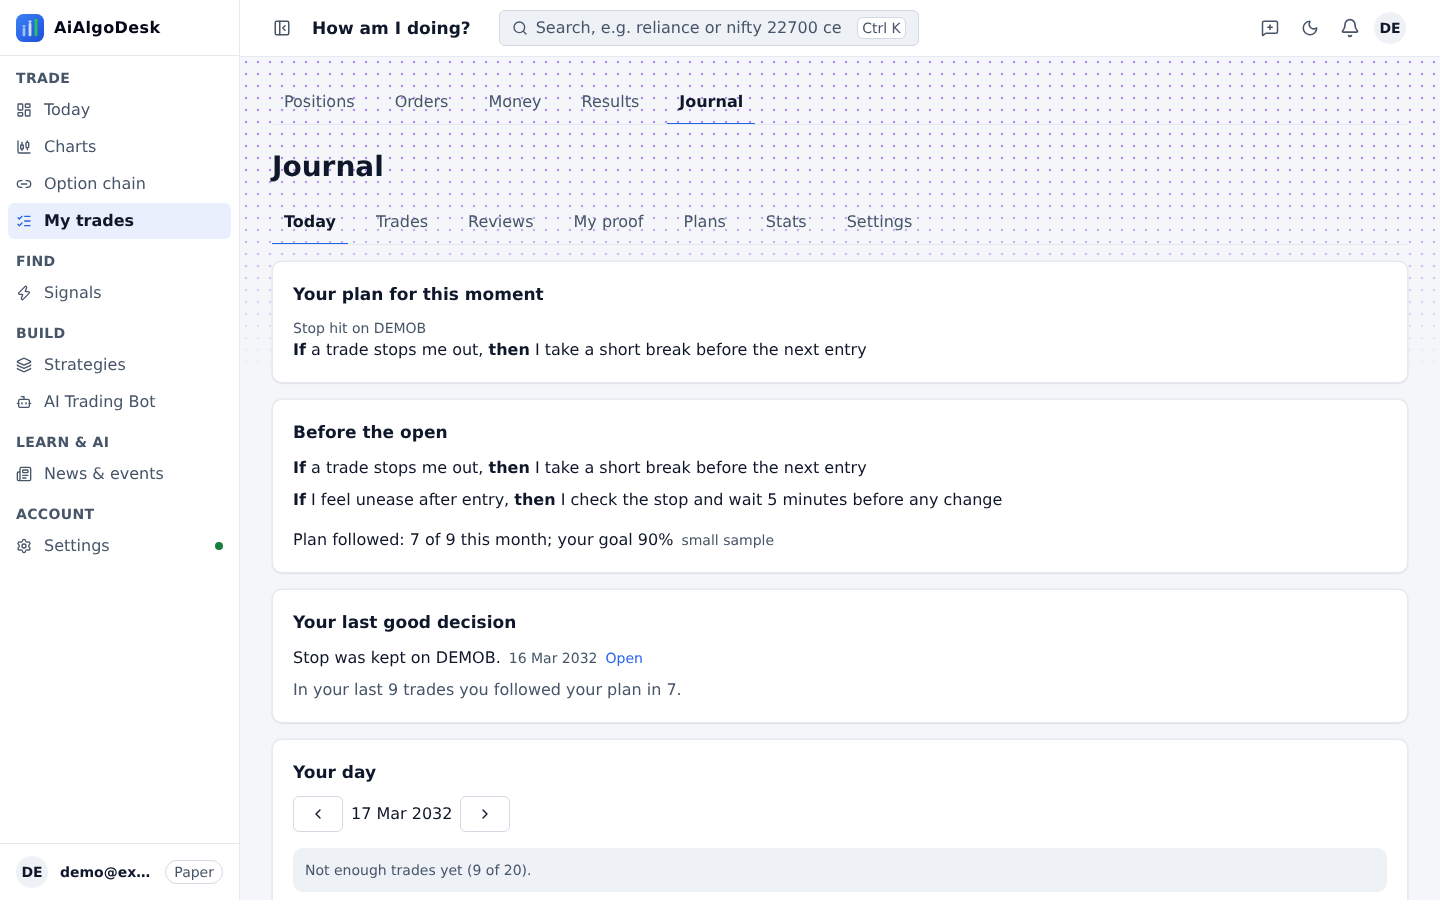 AiAlgoDesk
TRADE
Today
Charts
Option chain
My trades
FIND
Signals
BUILD
Strategies
AI Trading Bot
LEARN & AI
News & events
ACCOUNT
Settings
DE
demo@ex...
Paper
How am I doing?
Search, e.g. reliance or nifty 22700 ce
Ctrl K
DE
Positions
Orders
Money
Results
Journal
Journal
Today
Trades
Reviews
My proof
Plans
Stats
Settings
Your plan for this moment
Stop hit on DEMOB
If a trade stops me out, then I take a short break before the next entry
Before the open
If a trade stops me out, then I take a short break before the next entry
If I feel unease after entry, then I check the stop and wait 5 minutes before any change
Plan followed: 7 of 9 this month; your goal 90% small sample
Your last good decision
Stop was kept on DEMOB. 16 Mar 2032 Open
In your last 9 trades you followed your plan in 7.
Your day
17 Mar 2032
Not enough trades yet (9 of 20).